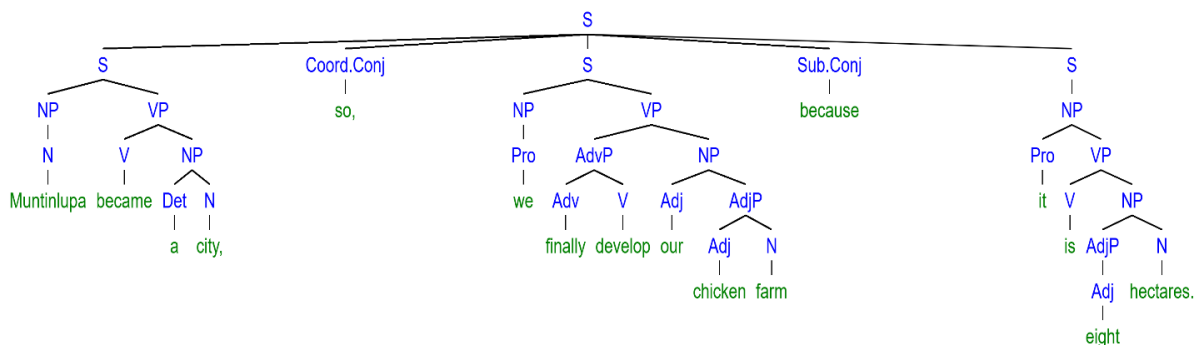 S
S Coord.Conj S Sub.Conj S
NP VP so, NP VP because NP
N V NP Pro AdvP NP Pro VP
Muntinlupa became Det N we Adv V Adj AdjP it V NP
a city, finally develop our Adj N is AdjP N
chicken farm Adj hectares.
eight